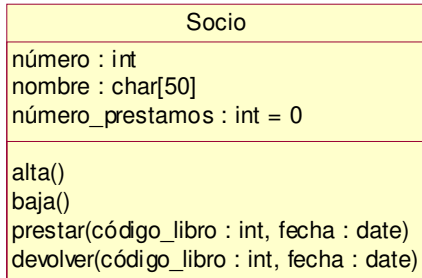 Socio
número : int
nombre : char[50]
número_prestamos : int = 0
alta()
baja()
prestar(código_libro : int, fecha : date)
devolver(código_libro : int, fecha : date)